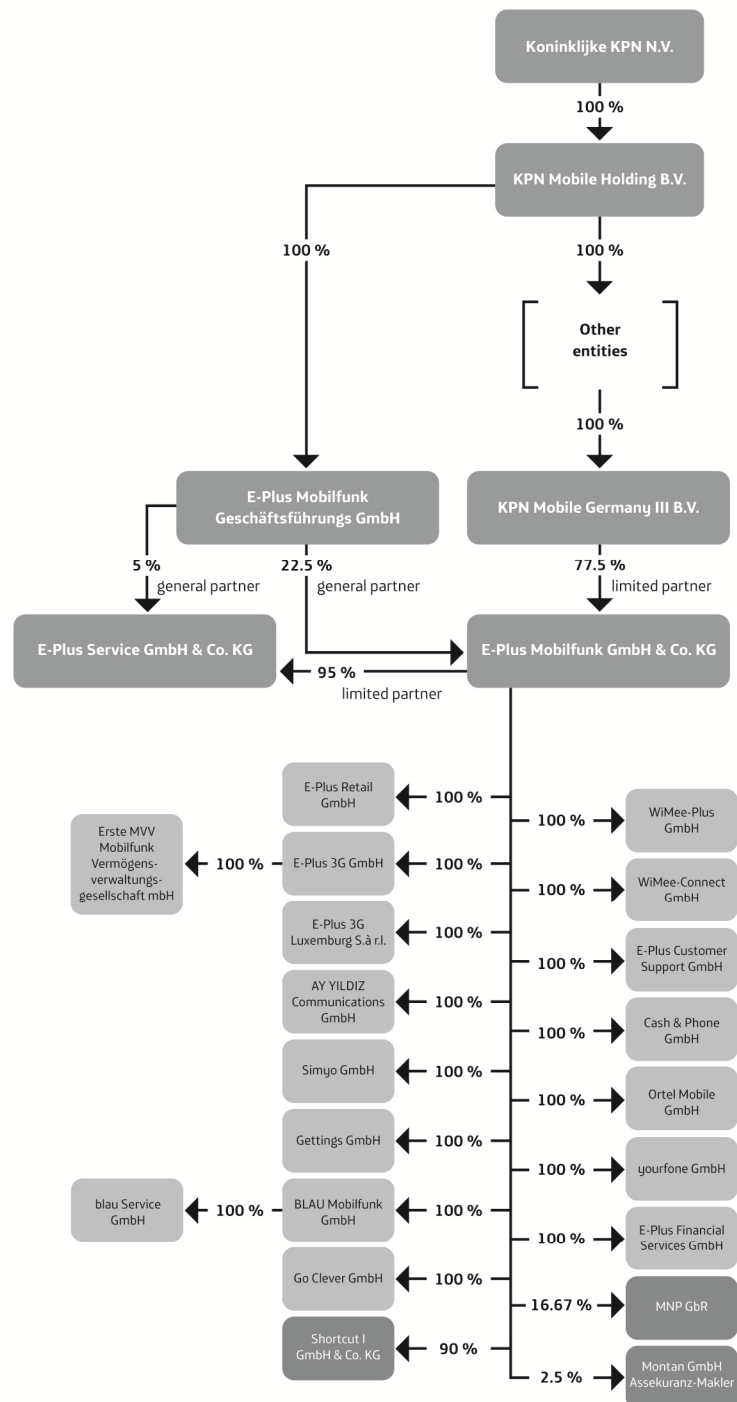 Koninklijke KPN N.V.
100 %
KPN Mobile Holding B.V.
100 %
100 %
Other
entities
100 %
E-Plus Mobilfunk
Geschäftsführungs GmbH
KPN Mobile Germany III B.V.
5 %
general partner
22.5 %
general partner
77.5 %
limited partner
E-Plus Service GmbH & Co. KG
E-Plus Mobilfunk GmbH & Co. KG
95 %
limited partner
E-Plus Retail
GmbH
100 %
100 %
WiMee-Plus
GmbH
Erste MVV
Mobilfunk
Vermögens-
verwaltungs-
gesellschaft mbH
100 %
E-Plus 3G GmbH
100 %
100 %
WiMee-Connect
GmbH
E-Plus 3G
Luxemburg S.à r.l.
100 %
100 %
E-Plus Customer
Support GmbH
AY YILDIZ
Communications
GmbH
100 %
100 %
Cash & Phone
GmbH
Simyo GmbH
100 %
100 %
Ortel Mobile
GmbH
Gettings GmbH
100 %
100 %
yourfone GmbH
blau Service
GmbH
100 %
BLAU Mobilfunk
GmbH
100 %
100 %
E-Plus Financial
Services GmbH
Go Clever GmbH
100 %
16.67 %
MNP GbR
Shortcut I
GmbH & Co. KG
90 %
2.5 %
Montan GmbH
Assekuranz-Makler